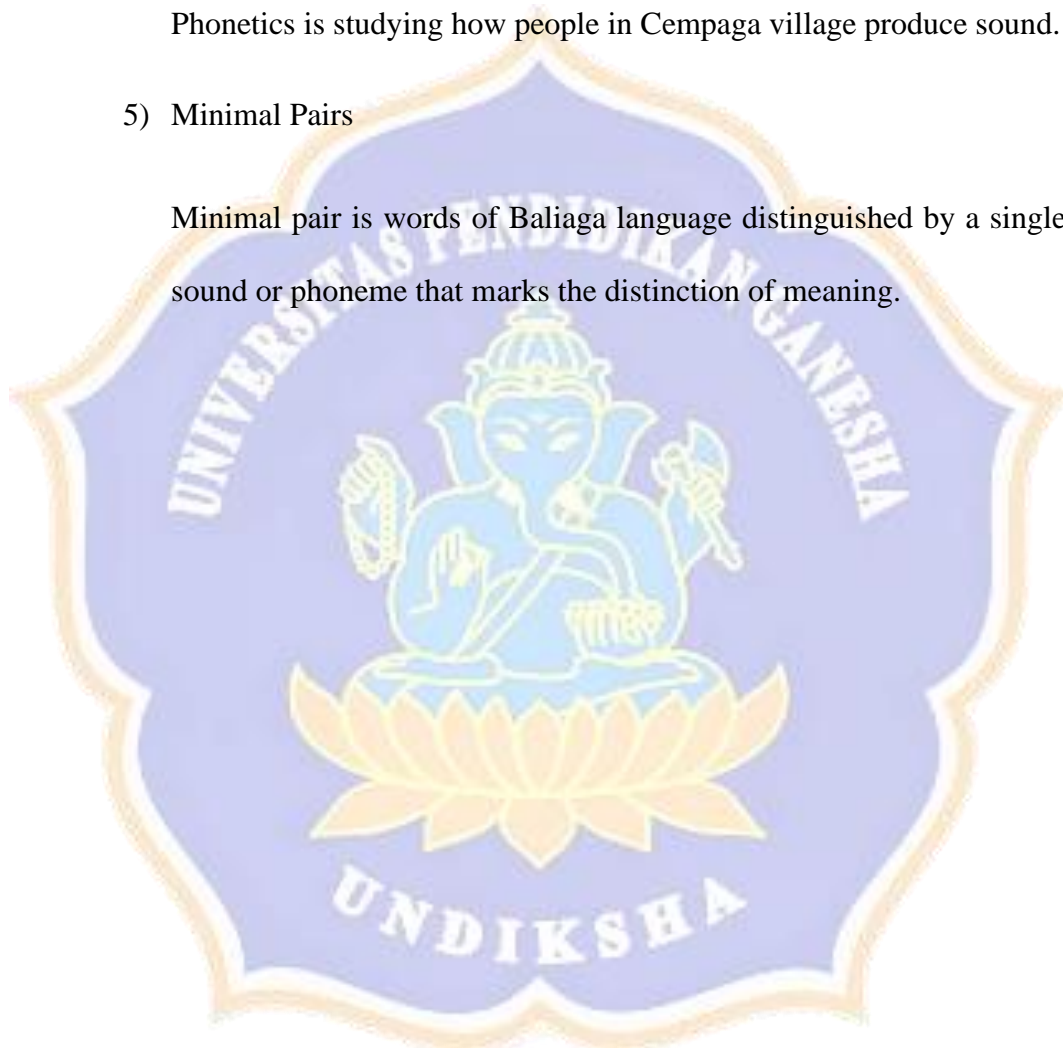 Phonetics is studying how people in Cempaga village produce sound.
5) Minimal Pairs
Minimal pair is words of Baliaga language distinguished by a single
sound or phoneme that marks the distinction of meaning.
UNIVERSITAS PENDIDIKAN GANESHA
UNDIKSHA